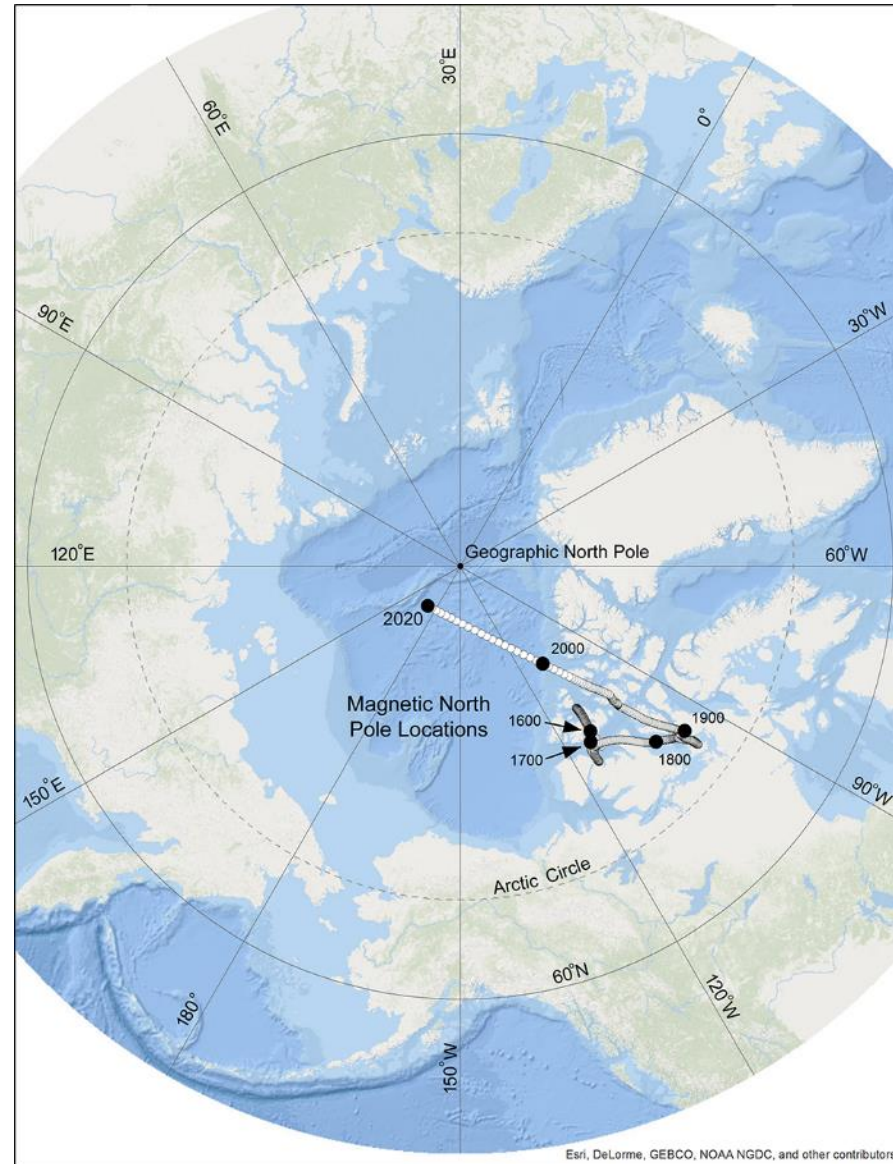 30°E
60°E
0°
90°E
30°W
Geographic North Pole
120°E
60°W
2020
2000
Magnetic North
Pole Locations
1600
1900
1700
1800
150°E
90°W
Arctic Circle
60°N
120°W
180°
150°W
Esri, DeLorme, GEBCO, NOAA NGDC, and other contributors